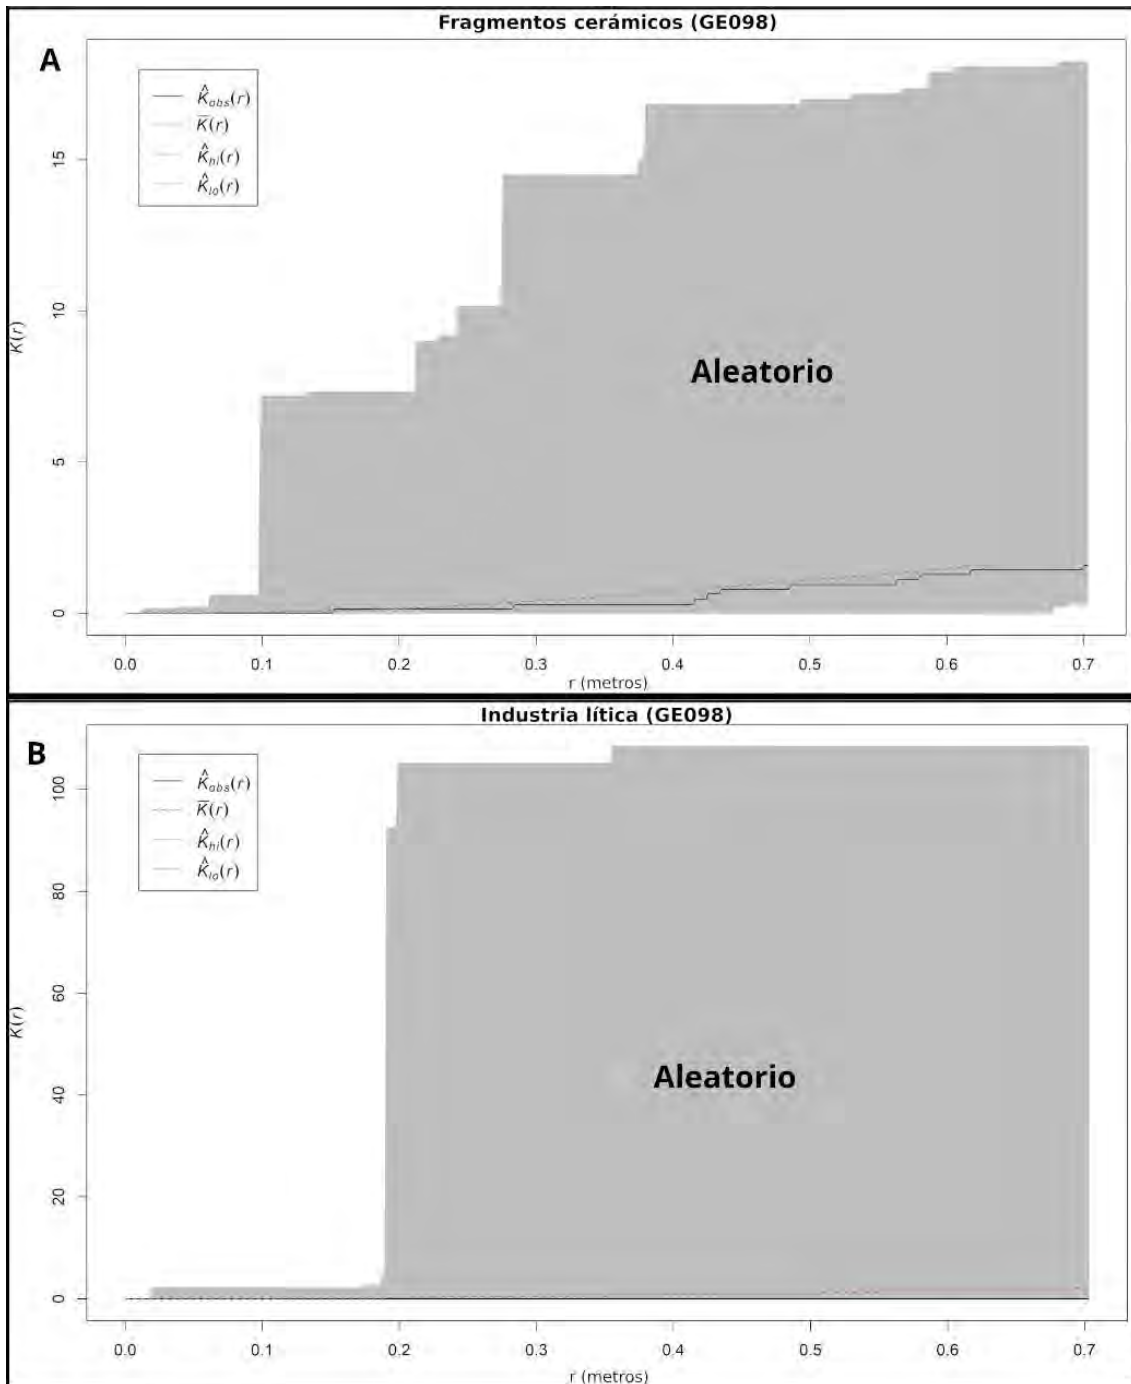 Fragmentos cerámicos (GE098)
A
K̂obs(r)
K̅(r)
K̂hi(r)
K̂lo(r)
15
10
5
0
K(r)
Aleatorio
0.0 0.1 0.2 0.3 0.4 0.5 0.6 0.7
r (metros)
Industria lítica (GE098)
B
K̂obs(r)
K̅(r)
K̂hi(r)
K̂lo(r)
100
80
60
40
20
0
K(r)
Aleatorio
0.0 0.1 0.2 0.3 0.4 0.5 0.6 0.7
r (metros)